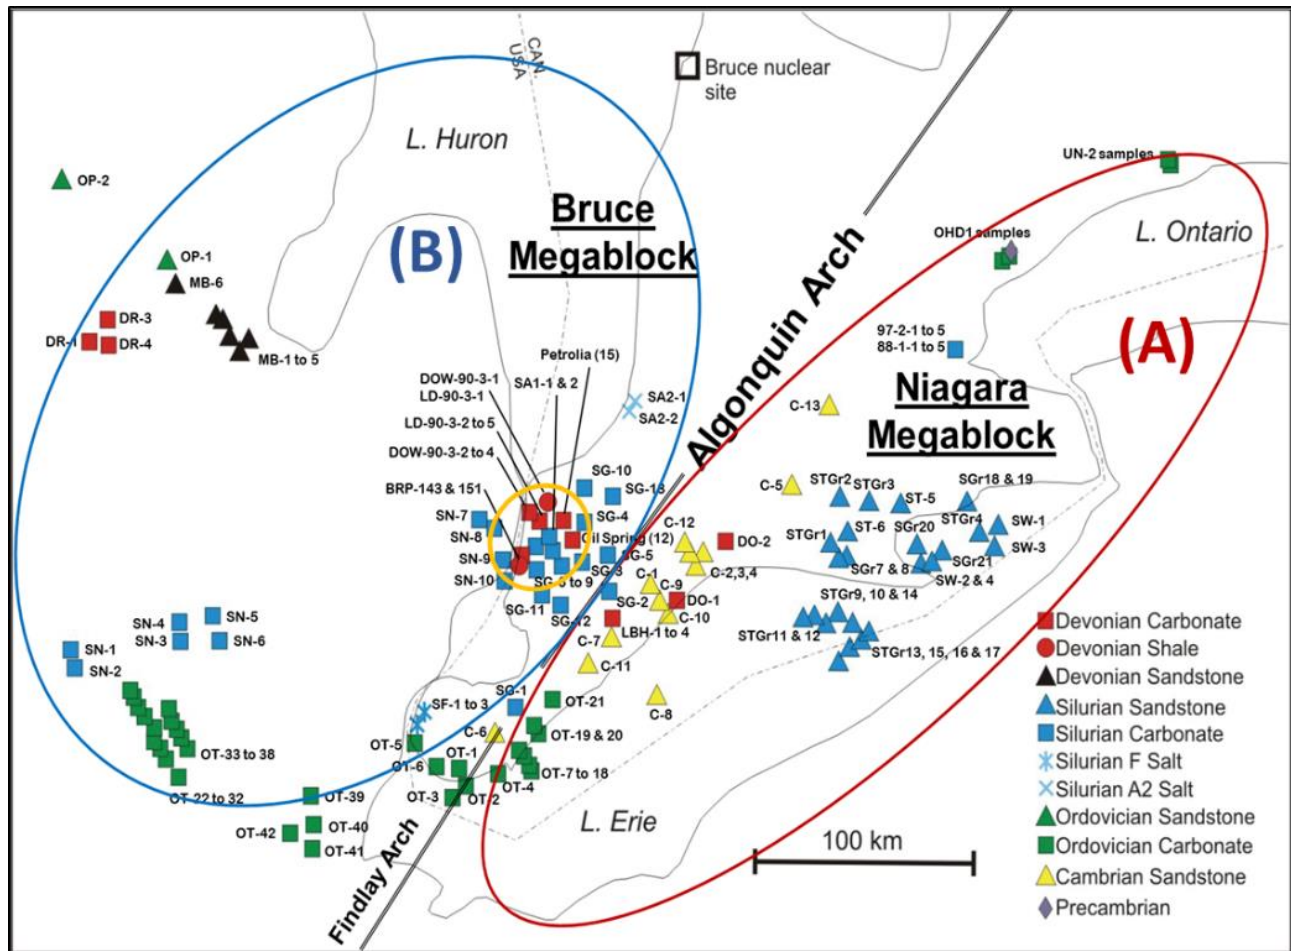 CAN.
USA
Bruce nuclear
site
L. Huron
UN-2 samples
OP-2
Bruce
Megablock
(B)
OHD1 samples
L. Ontario
OP-1
MB-6
Algonquin Arch
DR-3
DR-1
DR-4
MB-1 to 5
97-2-1 to 5
88-1-1 to 5
(A)
Petrolia (15)
DOW-90-3-1
SA1-1 & 2
LD-90-3-1
SA2-1
SA2-2
C-13
Niagara
Megablock
LD-90-3-2 to 5
DOW-90-3-2 to 4
SG-10
BRP-143 & 151
SG-13
C-5
STGr2
STGr3
SGr18 & 19
ST-5
SN-7
SG-4
C-12
STGr4
SN-8
Oil Spring (12)
DO-2
STGr1
ST-6
SGr20
SW-1
SN-9
SG-5
SW-3
SG-3
C-2,3,4
SGr7 & 8
SGr21
SN-10
SG-6 to 9
C-1
C-9
SW-2 & 4
SG-11
SG-2
DO-1
STGr9, 10 & 14
SG-12
C-10
SN-5
SN-4
SN-3
SN-6
C-7
LBH-1 to 4
STGr11 & 12
SN-1
SN-2
C-11
STGr13, 15, 16 & 17
SF-1 to 3
SG-1
OT-21
C-8
OT-33 to 38
OT-5
C-6
OT-19 & 20
OT-1
OT-6
OT-7 to 18
OT-4
OT-22 to 32
OT-39
OT-3
OT-2
OT-42
OT-40
OT-41
L. Erie
Findlay Arch
100 km
Devonian Carbonate
Devonian Shale
Devonian Sandstone
Silurian Sandstone
Silurian Carbonate
Silurian F Salt
Silurian A2 Salt
Ordovician Sandstone
Ordovician Carbonate
Cambrian Sandstone
Precambrian